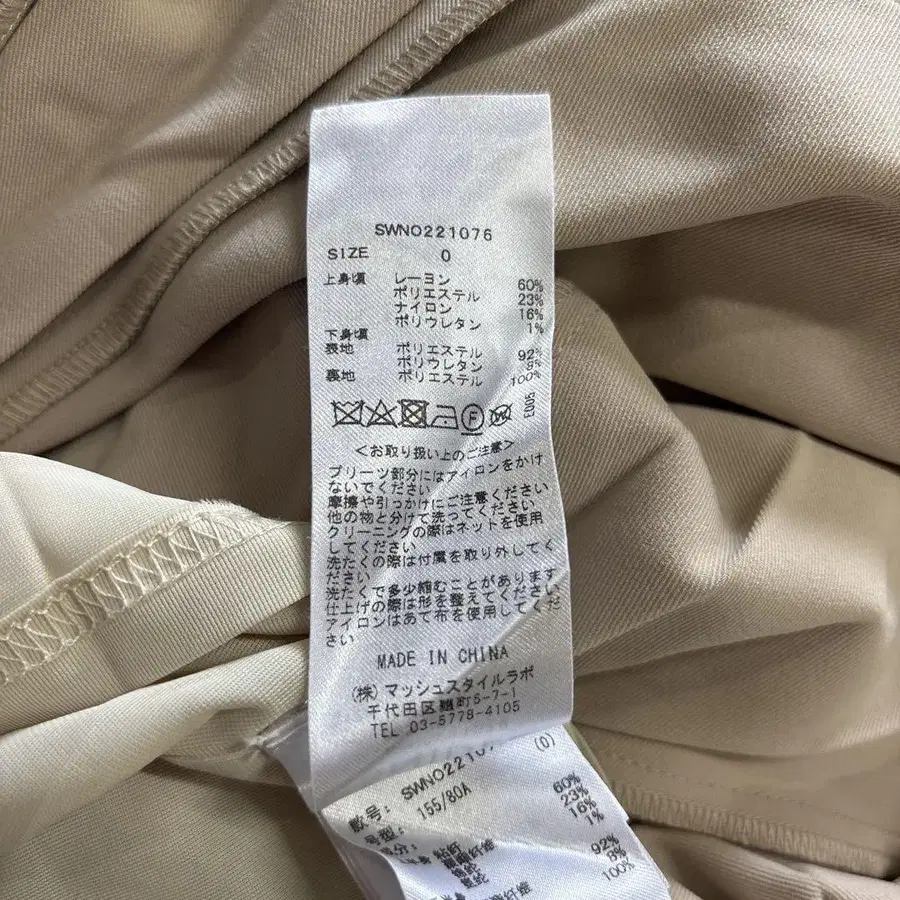 SWNO221076
SIZE 0
上身頃 レーヨン 60%
ポリエステル 23%
ナイロン 16%
ポリウレタン 1%
下身頃
表地 ポリエステル 92%
ポリウレタン 8%
裏地 ポリエステル 100%
E005
<お取り扱い上のご注意>
プリーツ部分にはアイロンをかけ
ないでください
摩擦や引っかけにご注意ください
他の物と分けて洗ってください
クリーニングの際はネットを使用
してください
洗たくの際は付属を取り外してく
ださい
洗たくで多少縮むことがあります
仕上げの際は形を整えてください
アイロンはあて布を使用してくだ
さい
MADE IN CHINA
(株)マッシュスタイルラボ
千代田区麹町5-7-1
TEL 03-5778-4105
款号: SWNO22107 (0)
号型: 155/80A
60%
23%
16%
1%
92%
8%
100%